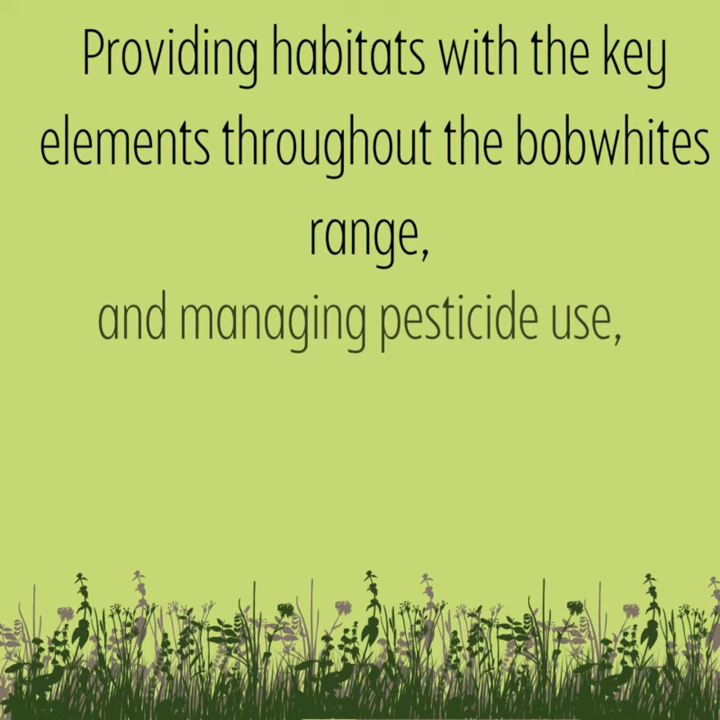 Providing habitats with the key
elements throughout the bobwhites
range,
and managing pesticide use,